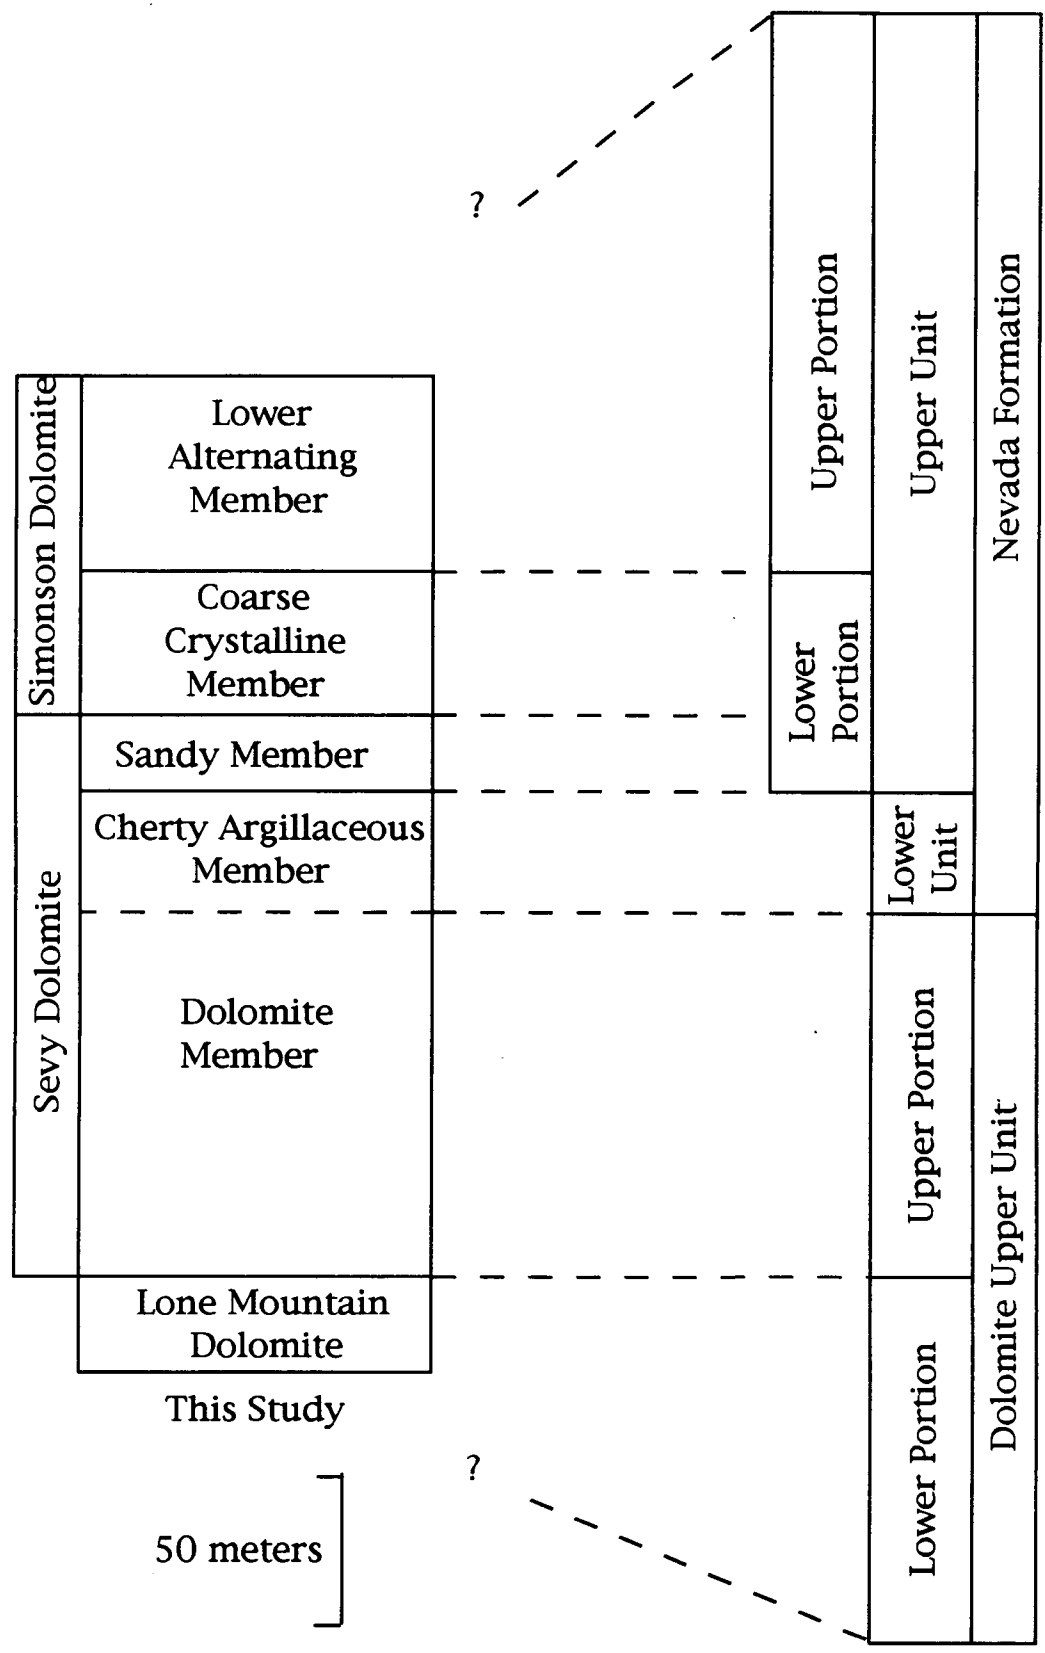 ?
Simonson Dolomite
Lower
Alternating
Member
Coarse
Crystalline
Member
Sevy Dolomite
Sandy Member
Cherty Argillaceous
Member
Dolomite
Member
Lone Mountain
Dolomite
This Study
?
50 meters
Upper Portion
Lower
Portion
Upper Unit
Lower
Unit
Upper Portion
Lower Portion
Nevada Formation
Dolomite Upper Unit